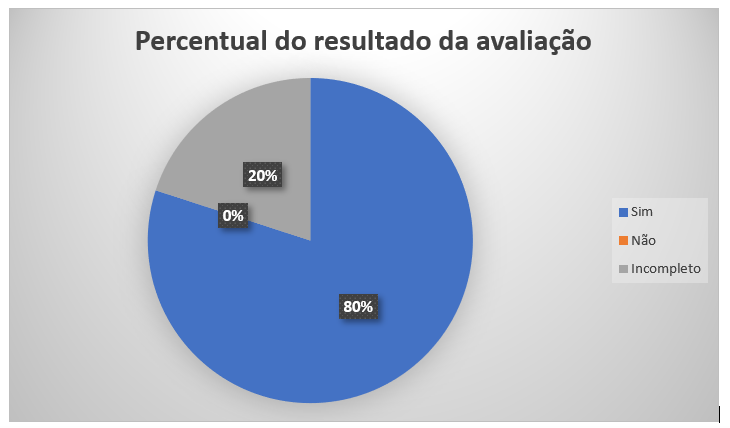 Percentual do resultado da avaliação
20%
0%
80%
Sim
Não
Incompleto